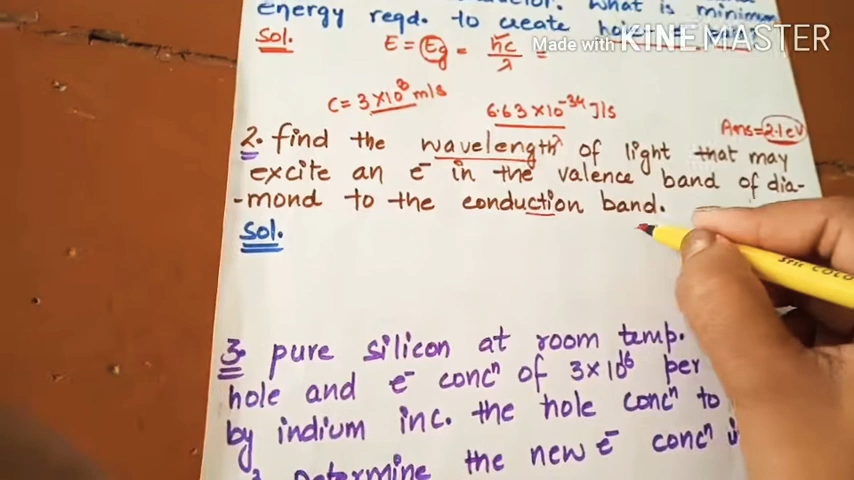 energy reqd. to create hole
Sol. E = Eg = hc/λ =
Made with KINEMASTER
C = 3×10⁸ m/s 6.63×10⁻³⁴ J/s
Ans = 2.1eV
2. find the wavelength λ of light that may
excite an e⁻ in the valence band of dia-
-mond to the conduction band.
Sol.
3. pure silicon at room temp.
hole and e⁻ concⁿ of 3×10¹⁶ per
by indium inc. the hole concⁿ to
? Determine the new e⁻ concⁿ